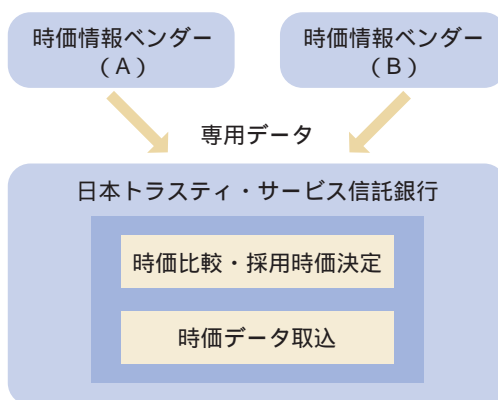 時価情報ベンダー
（A）
時価情報ベンダー
（B）
専用データ
日本トラスティ・サービス信託銀行
時価比較・採用時価決定
時価データ取込